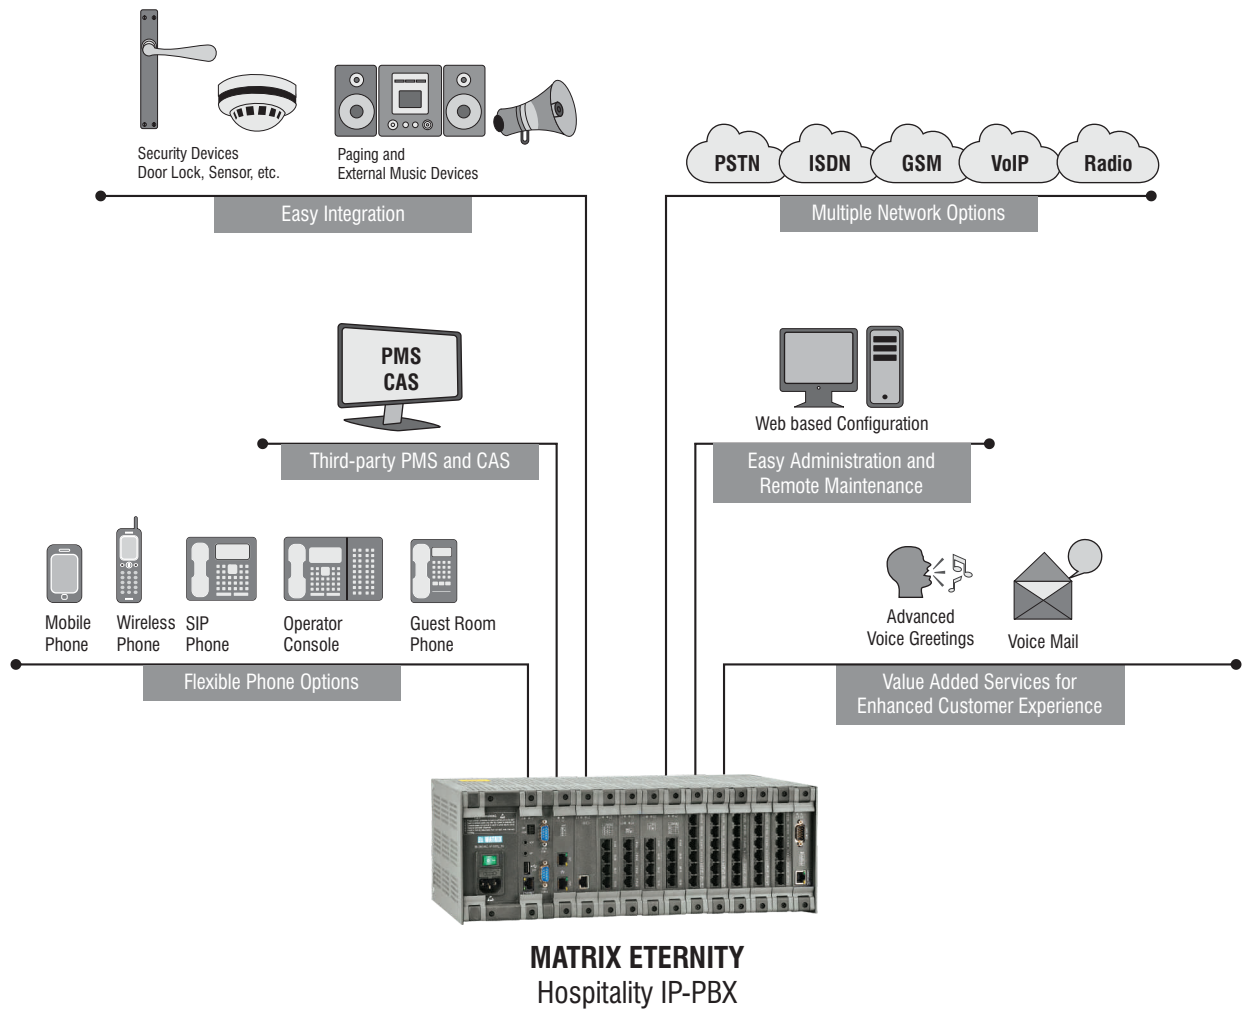 Security Devices
Door Lock, Sensor, etc.
Paging and
External Music Devices
Easy Integration
PSTN
ISDN
GSM
VoIP
Radio
Multiple Network Options
PMS
CAS
Third-party PMS and CAS
Web based Configuration
Easy Administration and
Remote Maintenance
Mobile
Phone
Wireless
Phone
SIP
Phone
Operator
Console
Guest Room
Phone
Flexible Phone Options
Advanced
Voice Greetings
Voice Mail
Value Added Services for
Enhanced Customer Experience
MATRIX ETERNITY
Hospitality IP-PBX